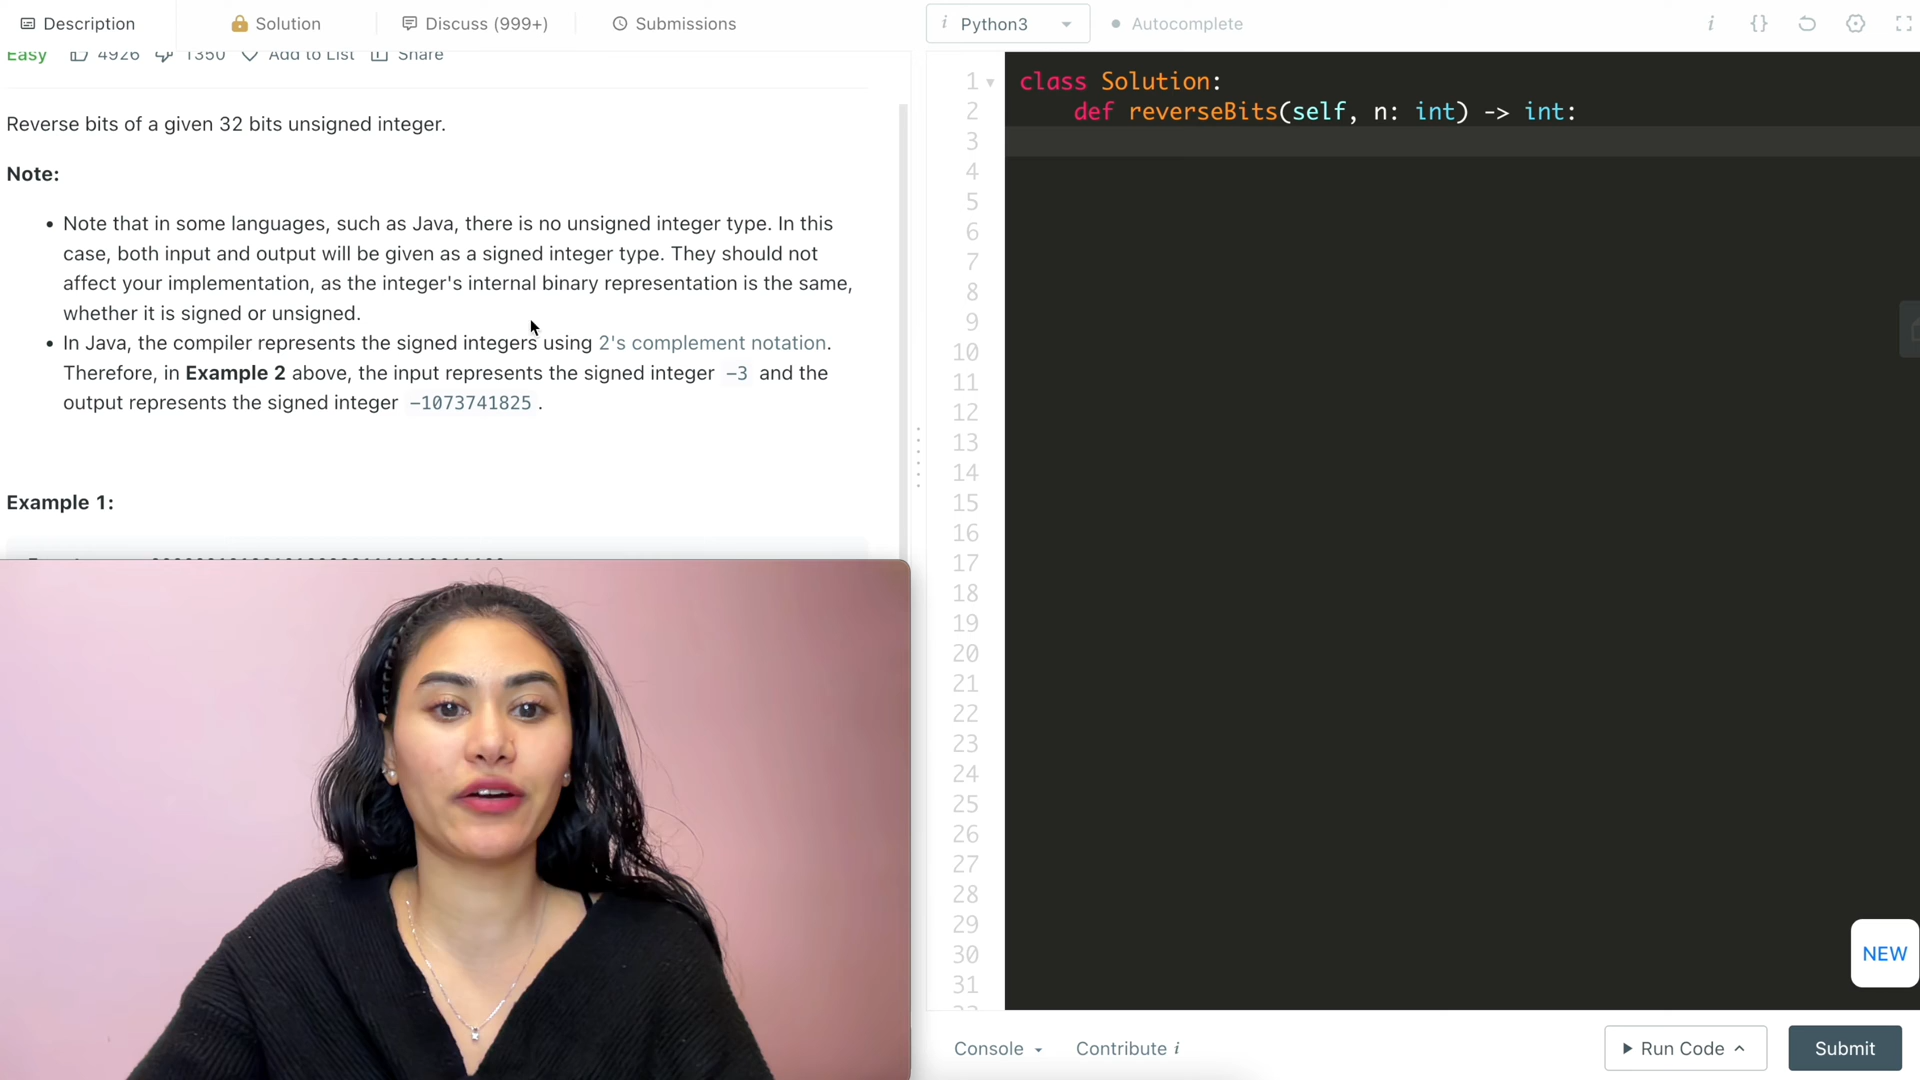 Description
Solution
Discuss (999+)
Submissions
i Python3
Autocomplete
i {}
Easy 4926 1350 Add to List Share
Reverse bits of a given 32 bits unsigned integer.
Note:
• Note that in some languages, such as Java, there is no unsigned integer type. In this
case, both input and output will be given as a signed integer type. They should not
affect your implementation, as the integer's internal binary representation is the same,
whether it is signed or unsigned.
• In Java, the compiler represents the signed integers using 2's complement notation.
Therefore, in Example 2 above, the input represents the signed integer -3 and the
output represents the signed integer -1073741825.
Example 1:
1 class Solution:
2 def reverseBits(self, n: int) -> int:
3
4
5
6
7
8
9
10
11
12
13
14
15
16
17
18
19
20
21
22
23
24
25
26
27
28
29
30
31
NEW
Console
Contribute i
Run Code
Submit